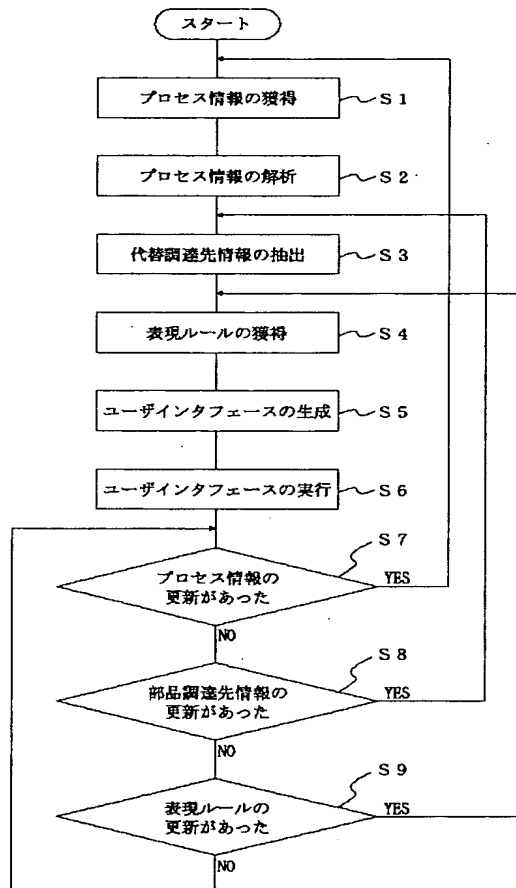 スタート
プロセス情報の獲得
S1
プロセス情報の解析
S2
代替調達先情報の抽出
S3
表現ルールの獲得
S4
ユーザインタフェースの生成
S5
ユーザインタフェースの実行
S6
S7
プロセス情報の
更新があった
YES
NO
S8
部品調達先情報の
更新があった
YES
NO
S9
表現ルールの
更新があった
YES
NO